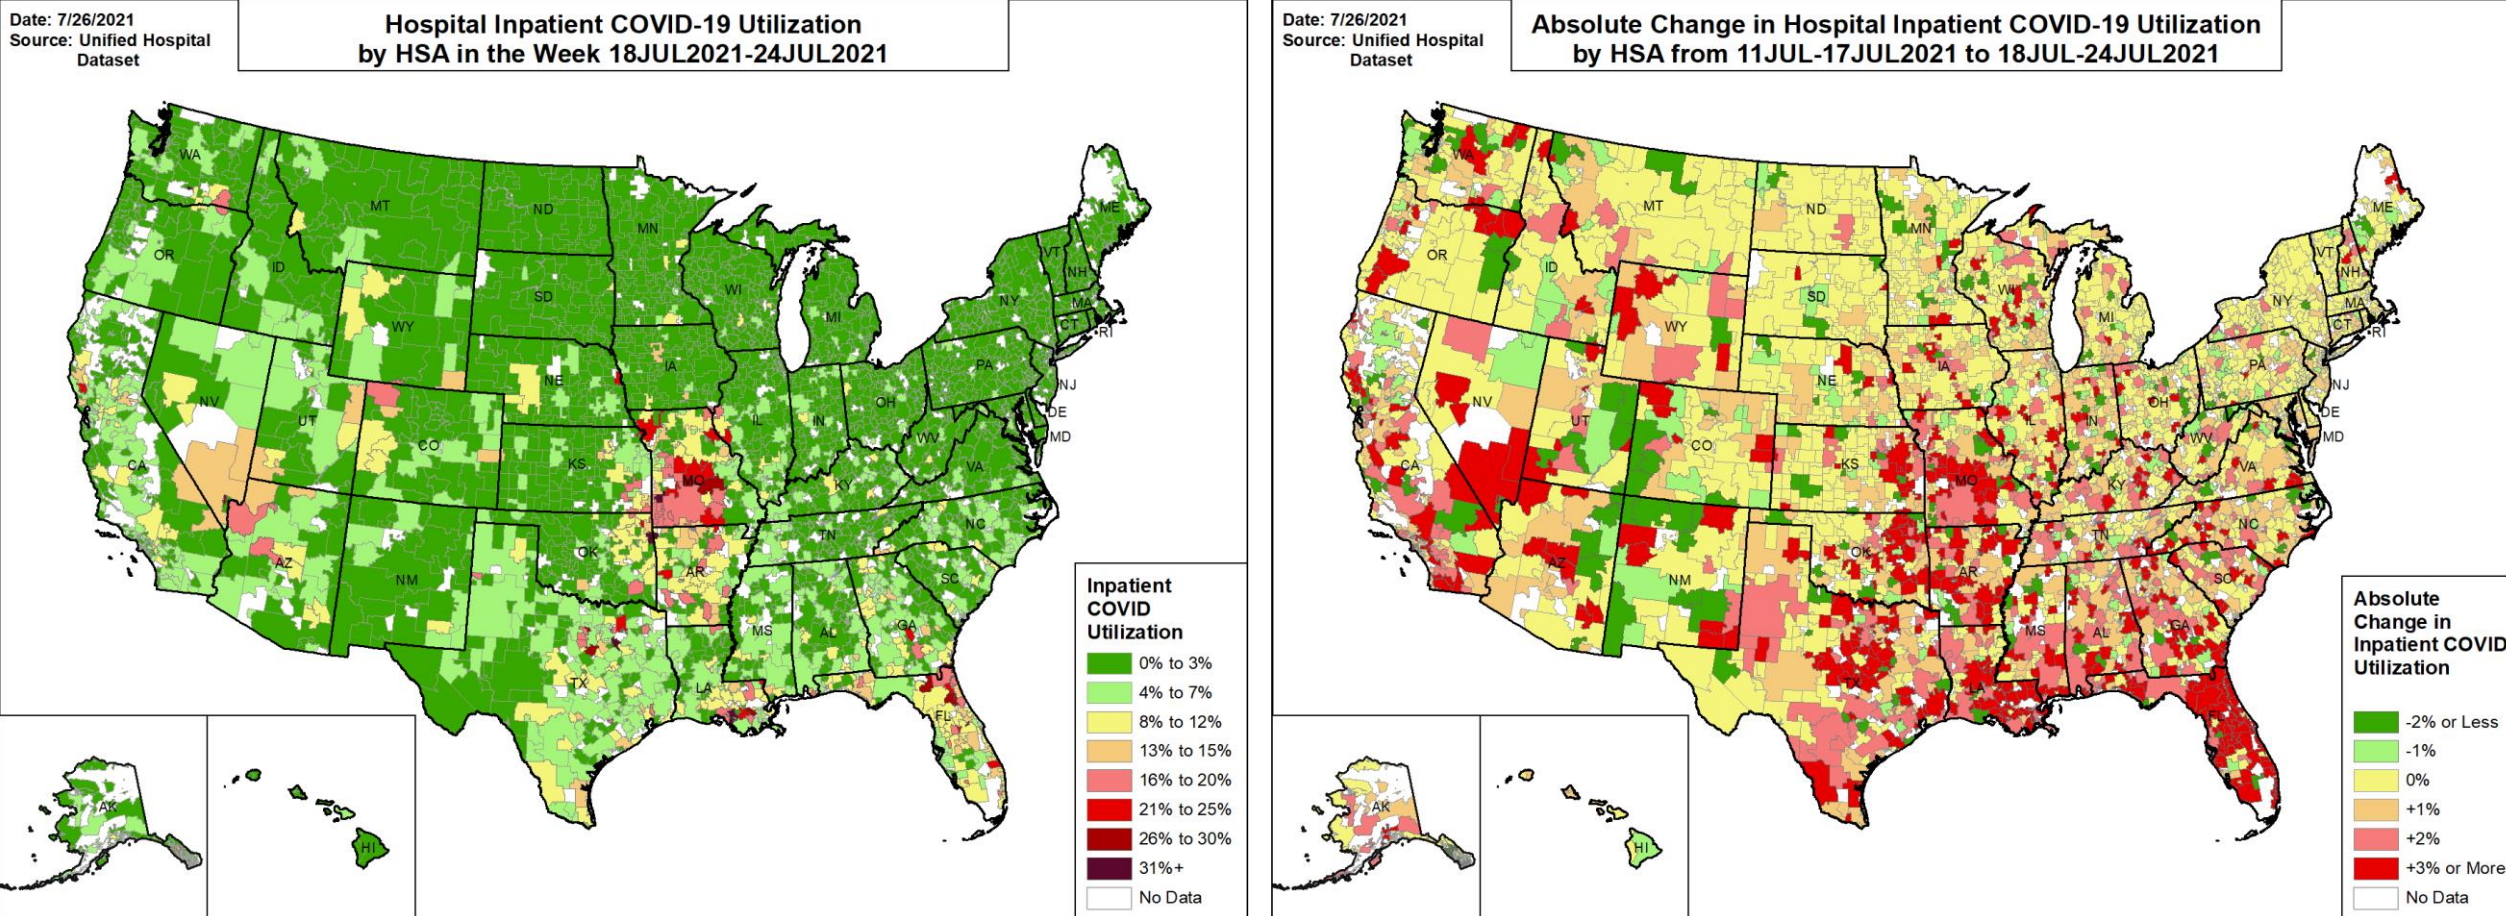 Date: 7/26/2021
Source: Unified Hospital
Dataset
Hospital Inpatient COVID-19 Utilization
by HSA in the Week 18JUL2021-24JUL2021
WA
MT
ND
MN
ME
OR
ID
SD
WI
VT
NH
NY
WY
MI
MA
CT
RI
NE
IA
PA
NJ
NV
UT
CO
IL
IN
OH
DE
WV
MD
CA
KS
MO
KY
VA
AZ
NM
OK
TN
NC
AR
SC
MS
AL
GA
TX
LA
FL
AK
HI
Inpatient
COVID
Utilization
0% to 3%
4% to 7%
8% to 12%
13% to 15%
16% to 20%
21% to 25%
26% to 30%
31%+
No Data
Date: 7/26/2021
Source: Unified Hospital
Dataset
Absolute Change in Hospital Inpatient COVID-19 Utilization
by HSA from 11JUL-17JUL2021 to 18JUL-24JUL2021
WA
MT
ND
MN
ME
OR
ID
SD
WI
VT
NH
NY
WY
MI
MA
CT
RI
NE
IA
PA
NJ
NV
UT
CO
IL
IN
OH
DE
WV
MD
CA
KS
MO
KY
VA
AZ
NM
OK
TN
NC
AR
SC
MS
AL
GA
TX
LA
FL
AK
HI
Absolute
Change in
Inpatient COVID
Utilization
-2% or Less
-1%
0%
+1%
+2%
+3% or More
No Data